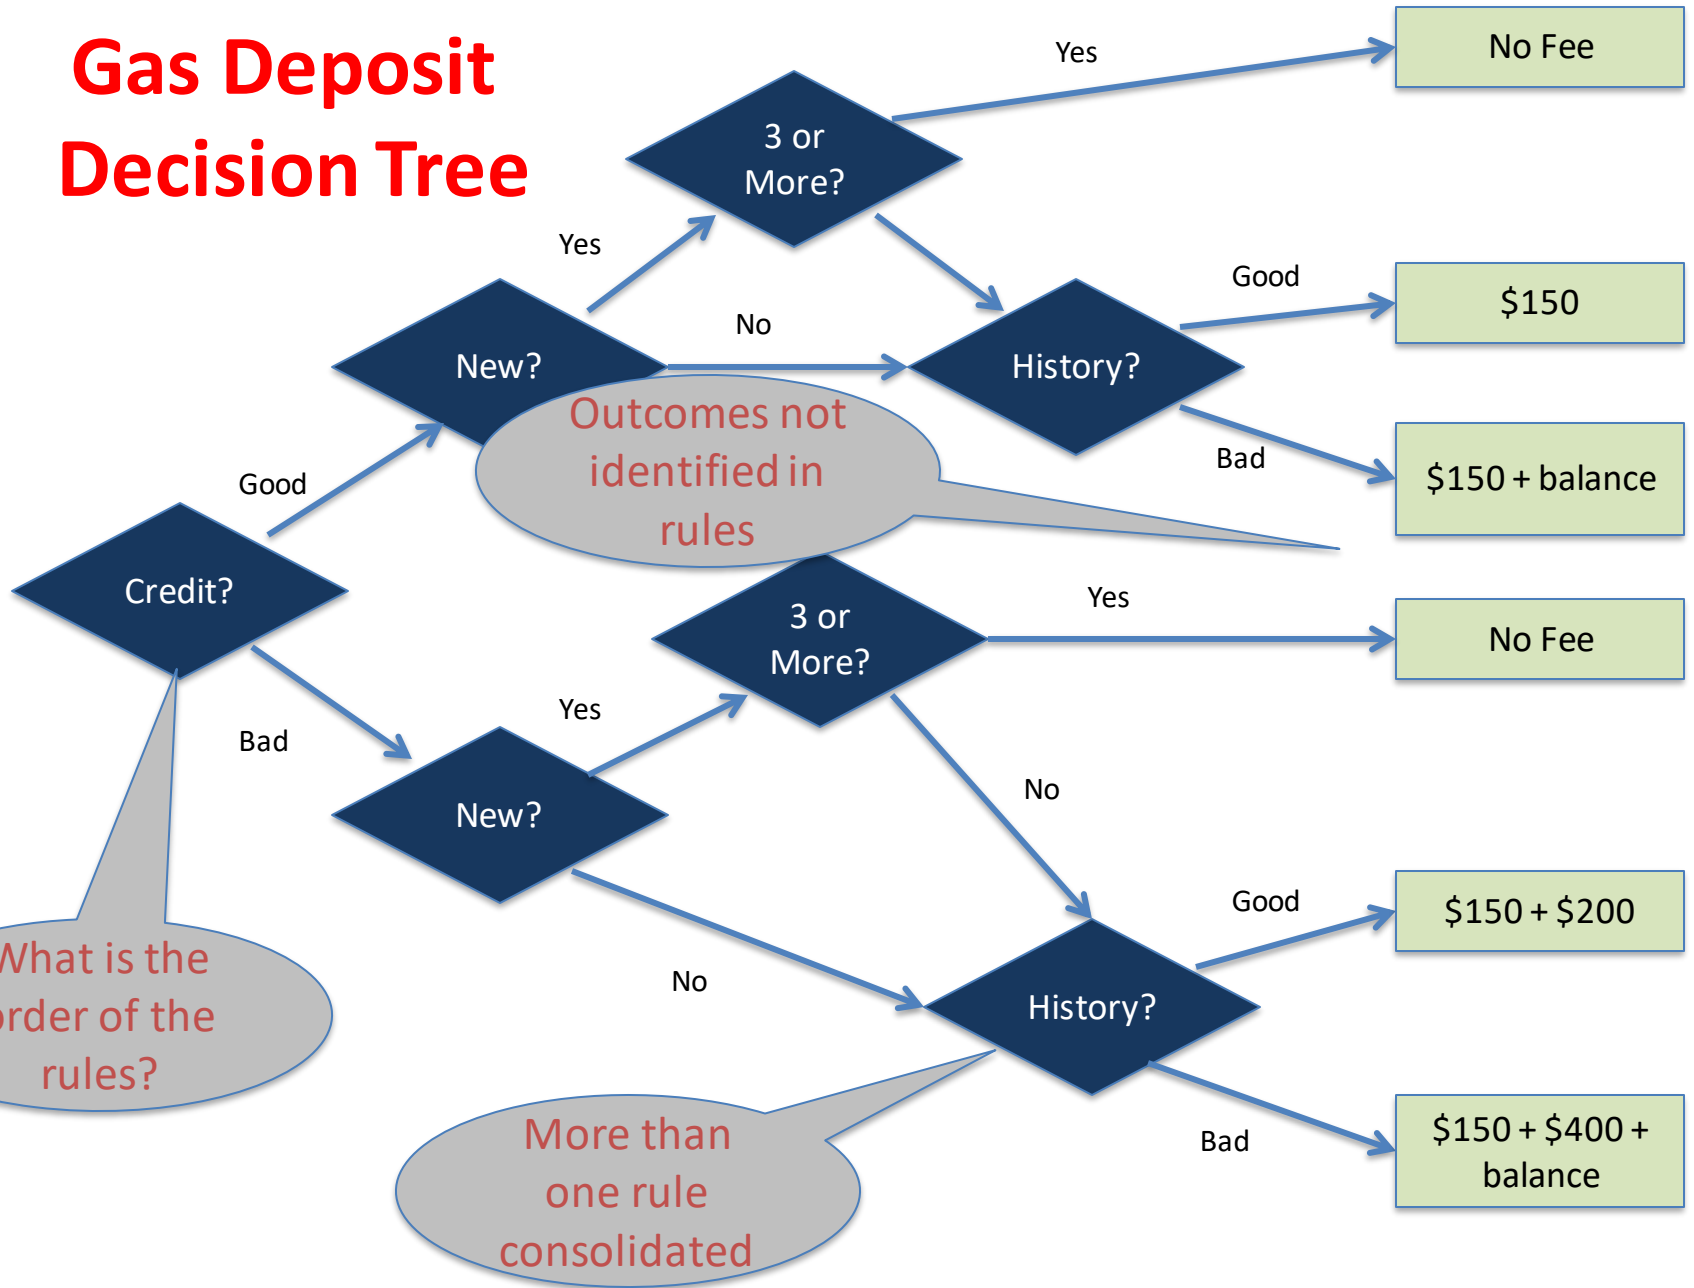 Gas Deposit
Decision Tree
Yes
No Fee
3 or
More?
Yes
Good
$150
No
New?
History?
Outcomes not
identified in
rules
Bad
$150 + balance
Good
Credit?
Yes
3 or
More?
No Fee
Yes
Bad
No
New?
Good
$150 + $200
What is the
order of the
rules?
No
History?
More than
one rule
consolidated
Bad
$150 + $400 +
balance